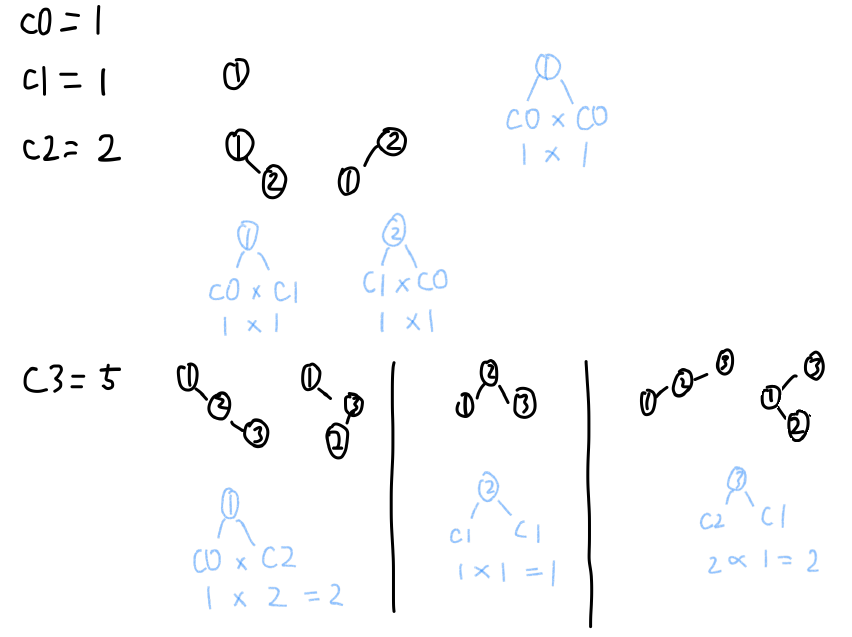 C0 = 1
C1 = 1
1
1
C0 x C0
1 x 1
C2 = 2
1
2
2
1
1
C0 x C1
1 x 1
2
C1 x C0
1 x 1
C3 = 5
1
2
3
1
3
2
2
1
3
1
2
3
3
1
2
1
C0 x C2
1 x 2 = 2
2
C1 C1
1 x 1 = 1
3
C2 C1
2 x 1 = 2